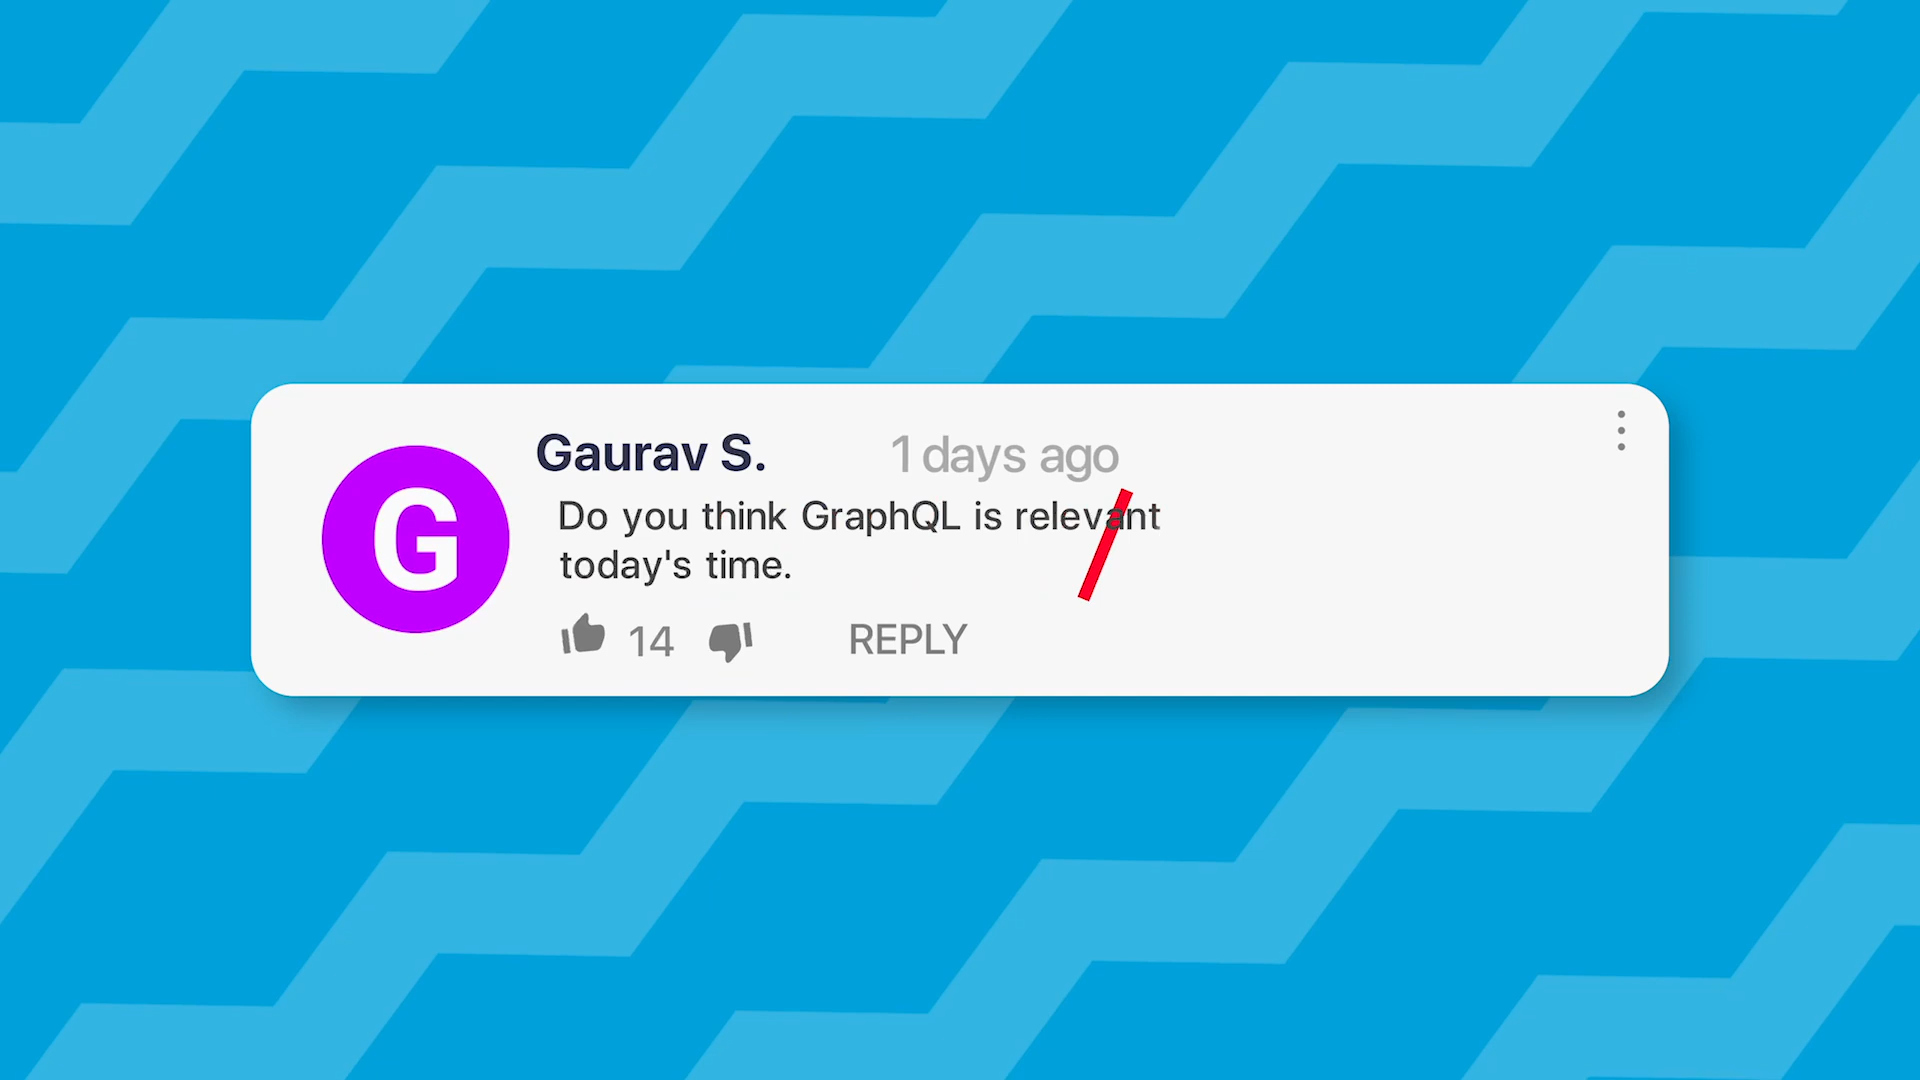 G
Gaurav S. 1 days ago
Do you think GraphQL is relevant
today's time.
14 REPLY